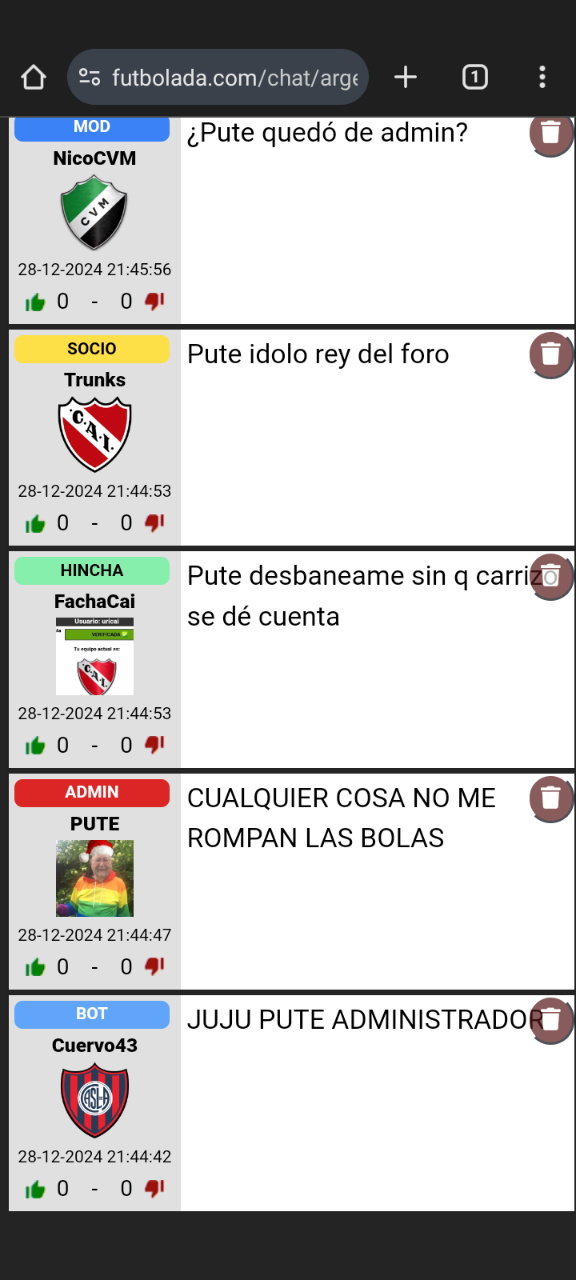 futbolada.com/chat/arge
1
MOD
¿Pute quedó de admin?
NicoCVM
CVM
28-12-2024 21:45:56
0 - 0
SOCIO
Pute idolo rey del foro
Trunks
C.A.I.
28-12-2024 21:44:53
0 - 0
HINCHA
Pute desbaneame sin q carrizo
se dé cuenta
FachaCai
Usuario: urical
VERIFICADA
Tu equipo actual es:
C.A.I.
28-12-2024 21:44:53
0 - 0
ADMIN
CUALQUIER COSA NO ME
ROMPAN LAS BOLAS
PUTE
28-12-2024 21:44:47
0 - 0
BOT
JUJU PUTE ADMINISTRADOR
Cuervo43
CASLA
28-12-2024 21:44:42
0 - 0